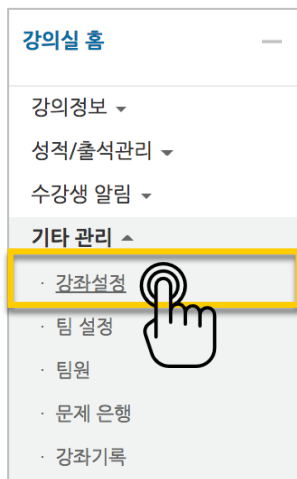 강의실 홈
강의정보
성적/출석관리
수강생 알림
기타 관리
· 강좌설정
· 팀 설정
· 팀원
· 문제 은행
· 강좌기록